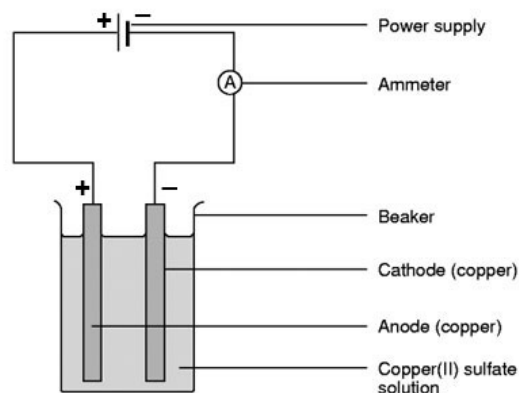 + −
Power supply
A
Ammeter
+ −
Beaker
Cathode (copper)
Anode (copper)
Copper(II) sulfate
solution